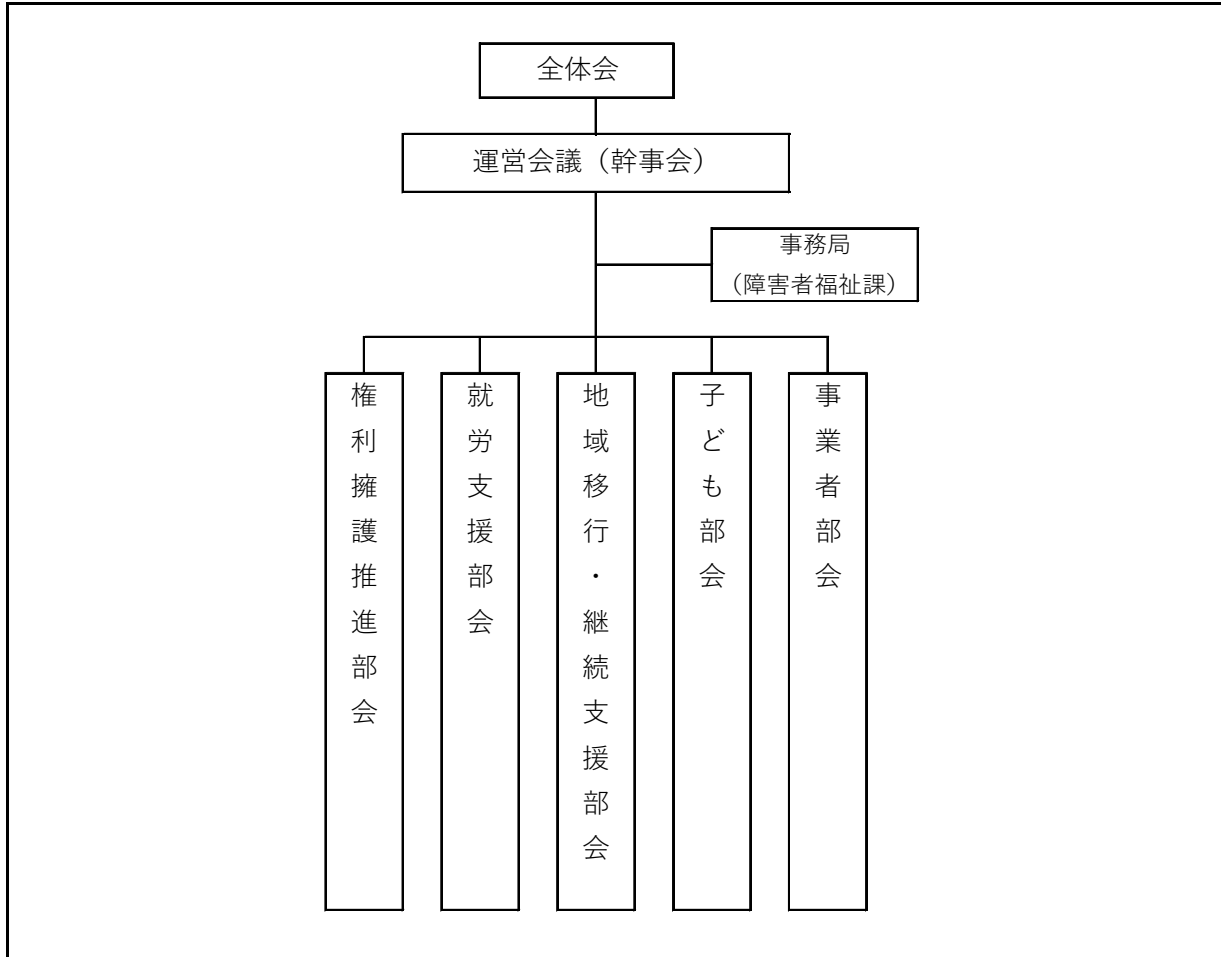 全体会
運営会議（幹事会）
事務局
（障害者福祉課）
権利擁護推進部会
就労支援部会
地域移行・継続支援部会
子ども部会
事業者部会